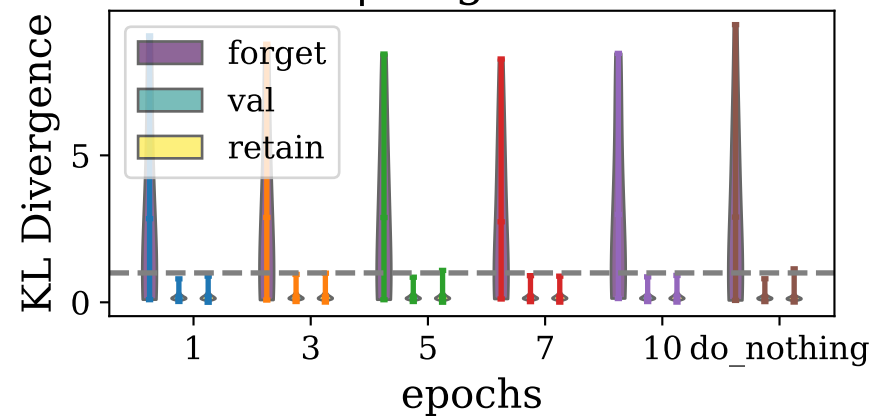 KL Divergence
5
0
forget
val
retain
1 3 5 7 10 do_nothing
epochs